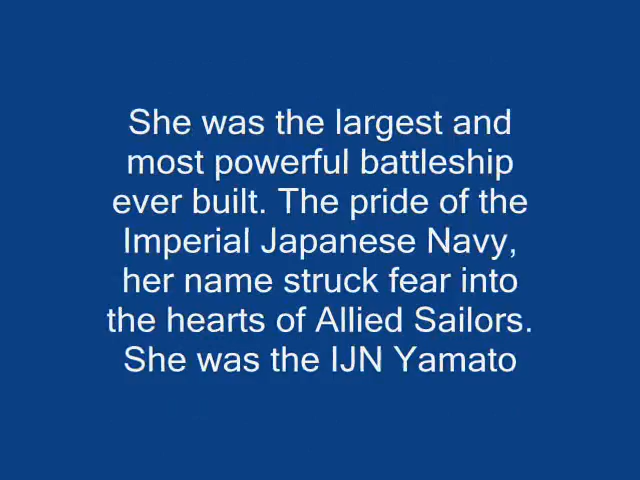 She was the largest and
most powerful battleship
ever built. The pride of the
Imperial Japanese Navy,
her name struck fear into
the hearts of Allied Sailors.
She was the IJN Yamato